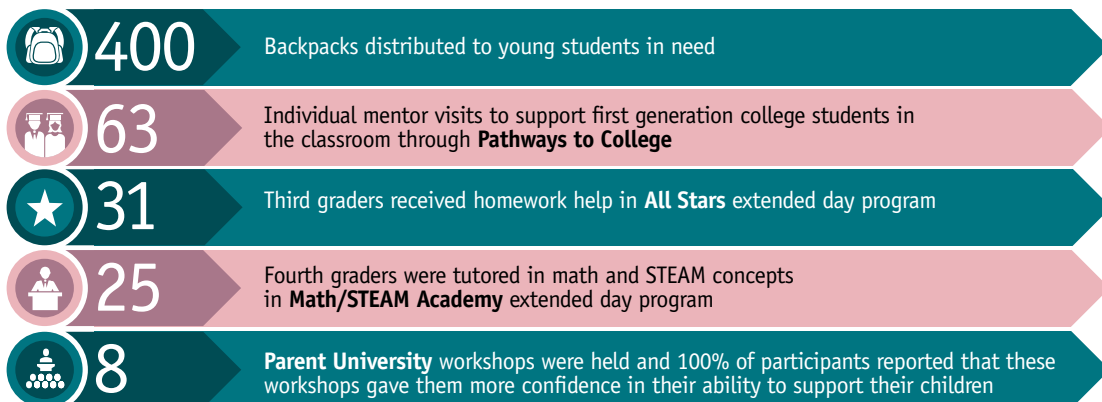 400
Backpacks distributed to young students in need
63
Individual mentor visits to support first generation college students in
the classroom through Pathways to College
31
Third graders received homework help in All Stars extended day program
25
Fourth graders were tutored in math and STEAM concepts
in Math/STEAM Academy extended day program
8
Parent University workshops were held and 100% of participants reported that these
workshops gave them more confidence in their ability to support their children